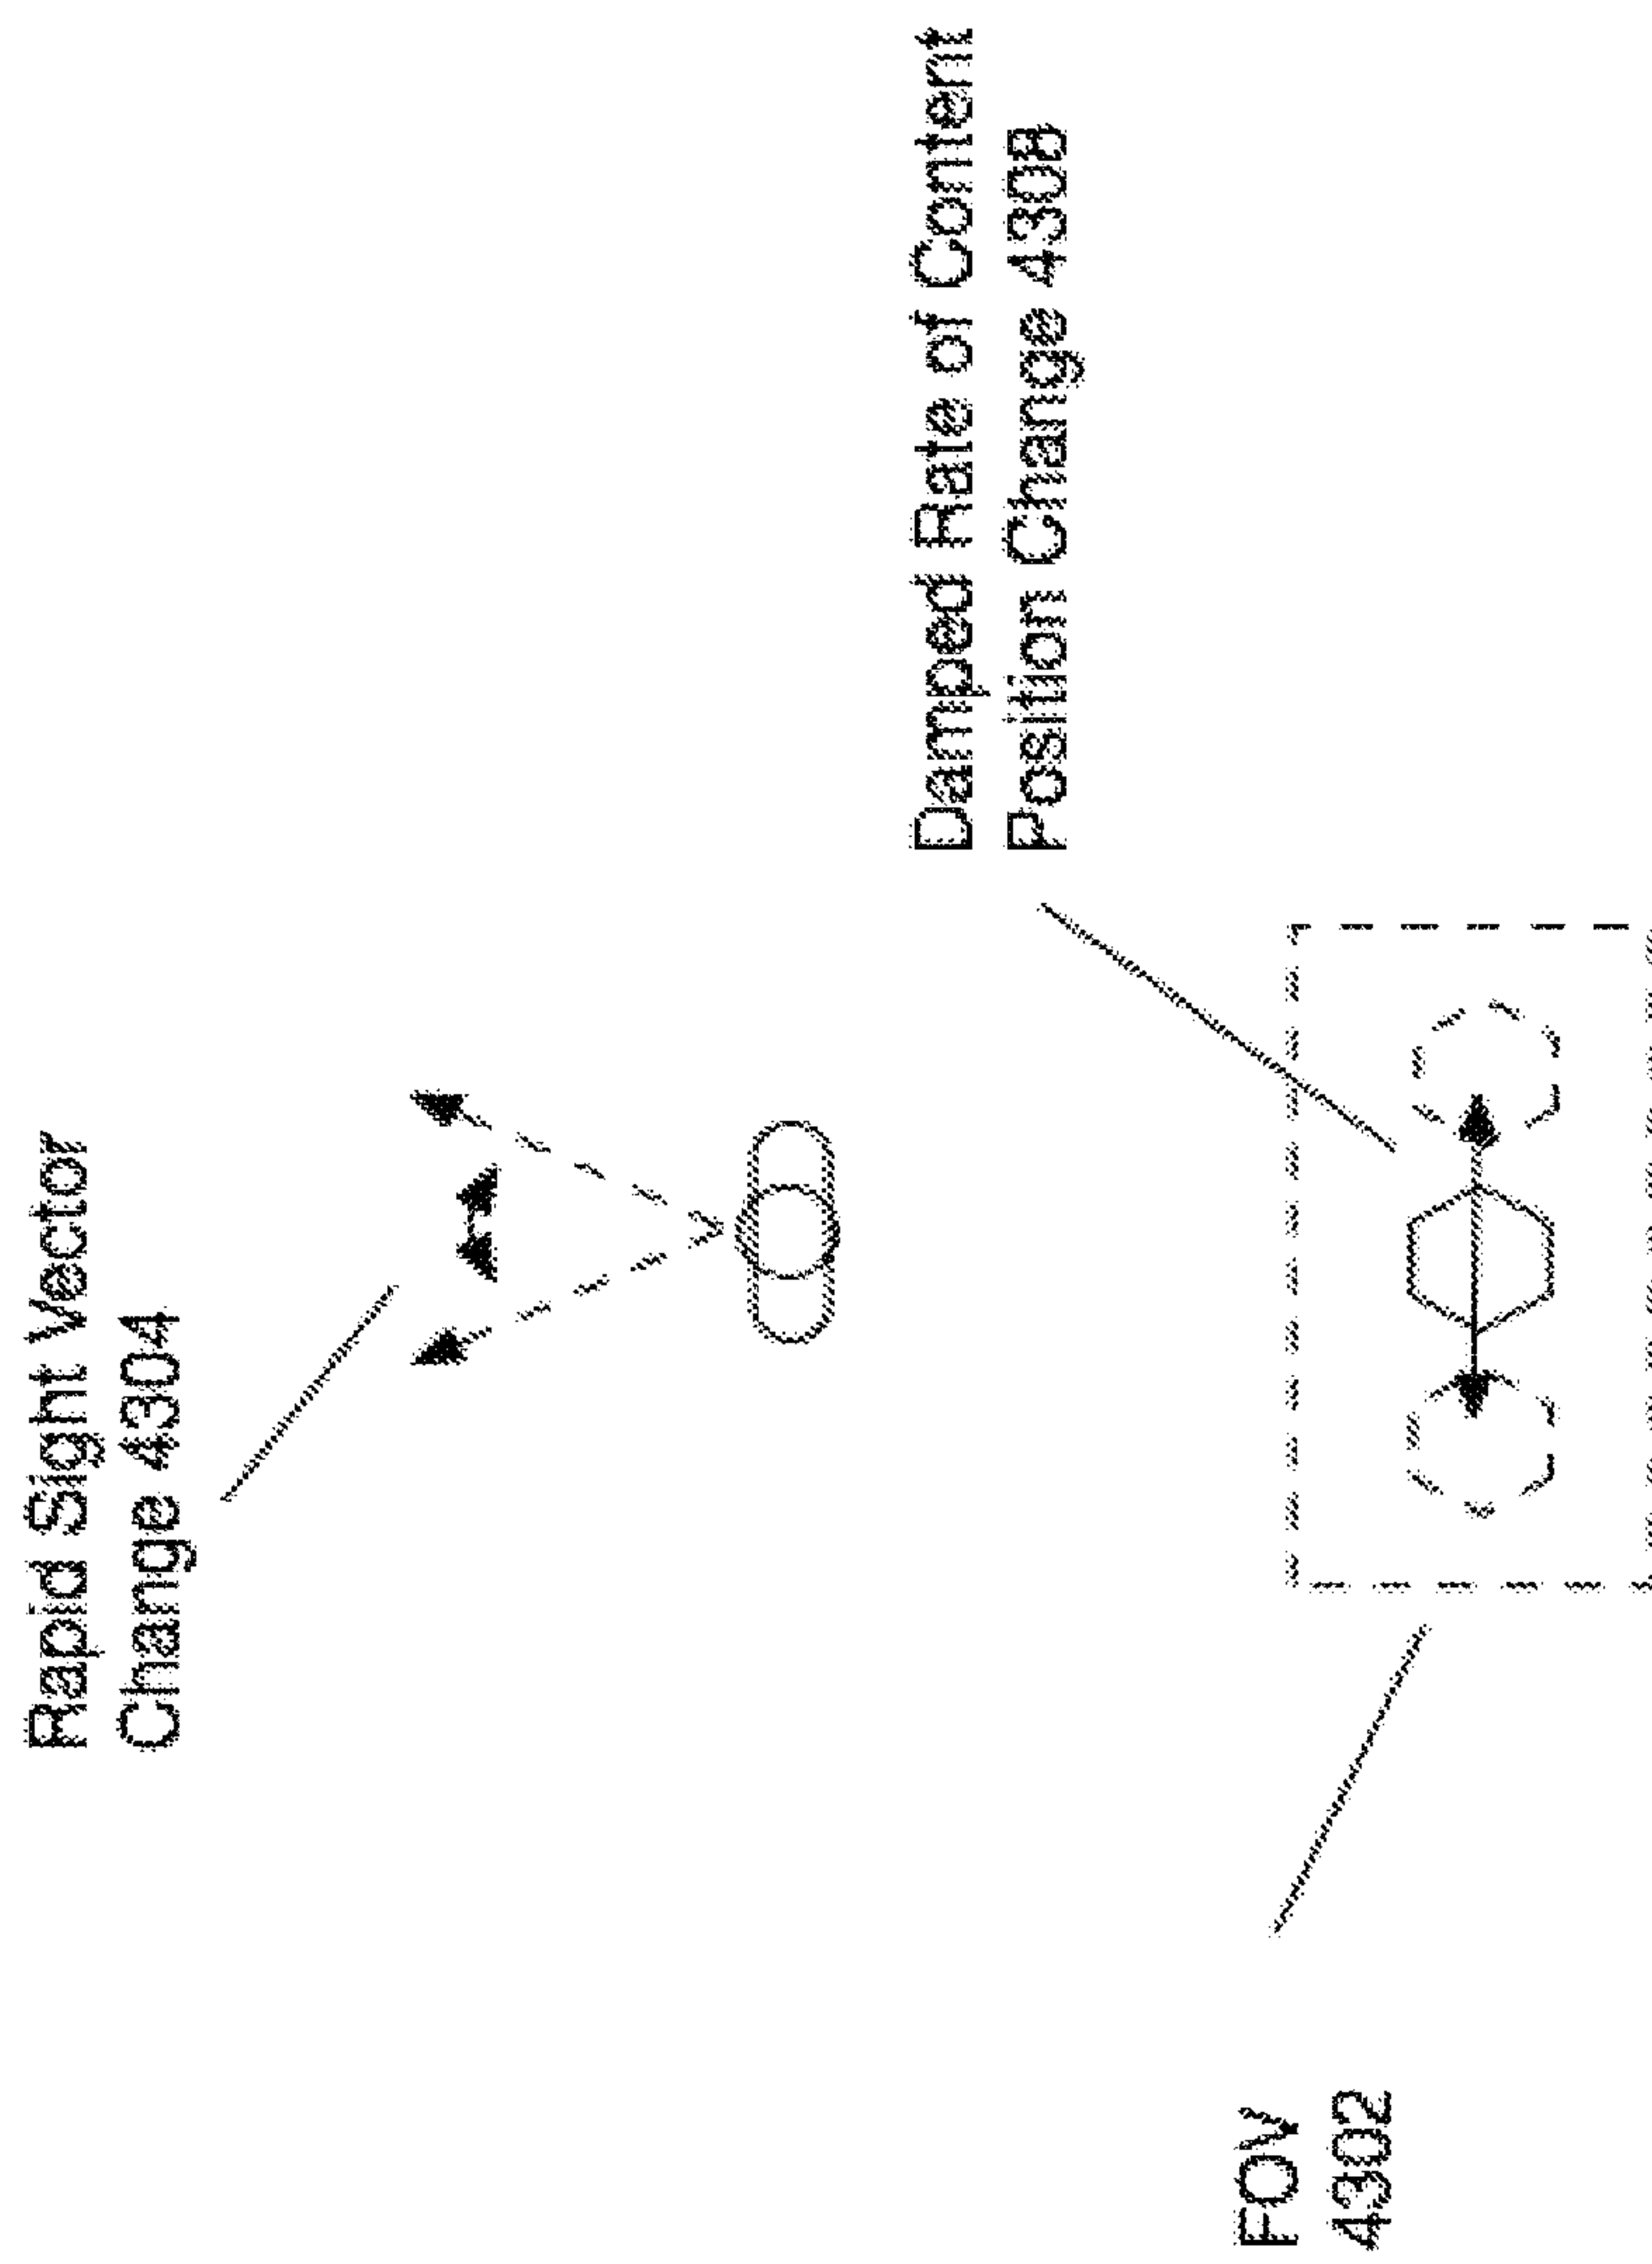 Rapid Sight Vector
Change 4304
Damped Rate of Content
Position Change 4308
FOV
4302